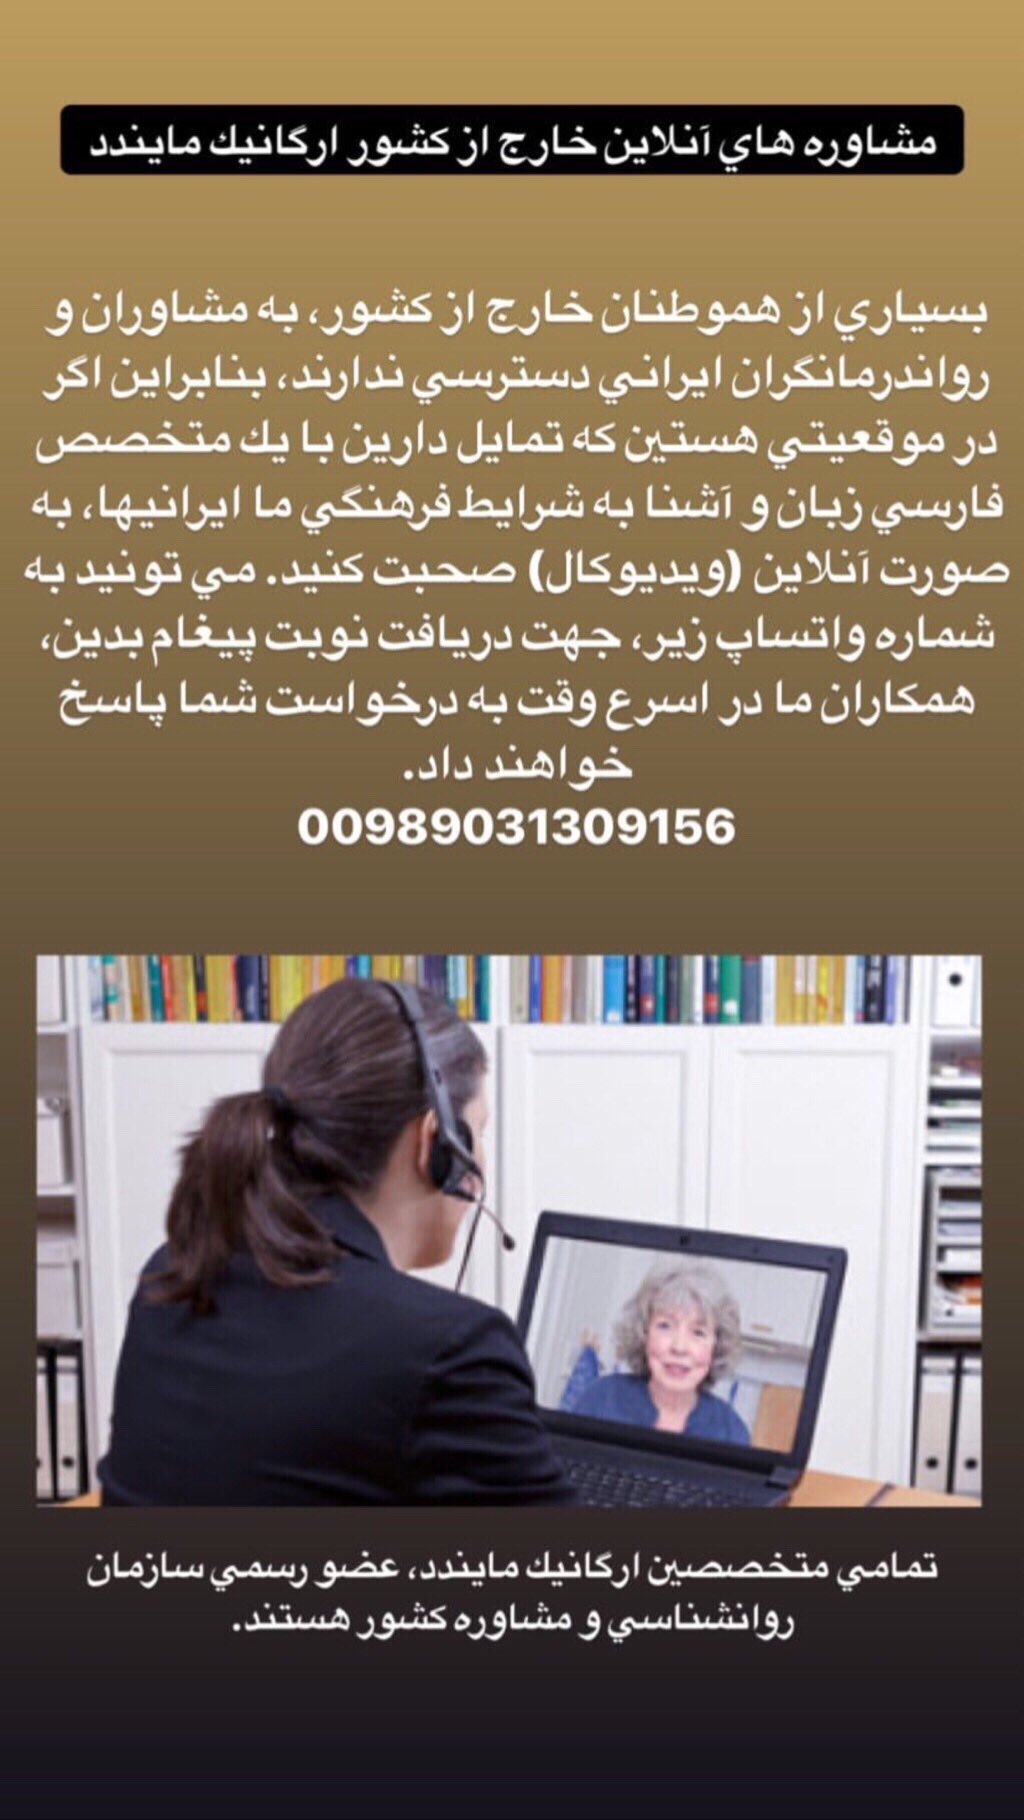 مشاوره هاي آنلاين خارج از كشور ارگانيك مايندد
بسياري از هموطنان خارج از كشور، به مشاوران و
رواندرمانگران ايراني دسترسي ندارند، بنابراين اگر
در موقعيتي هستين كه تمايل دارين با يك متخصص
فارسي زبان و آشنا به شرايط فرهنگي ما ايرانيها، به
صورت آنلاين (ويديوكال) صحبت كنيد. مي تونيد به
شماره واتساپ زير، جهت دريافت نوبت پيغام بدين،
همكاران ما در اسرع وقت به درخواست شما پاسخ
خواهند داد.
00989031309156
تمامي متخصصين ارگانيك مايندد، عضو رسمي سازمان
روانشناسي و مشاوره كشور هستند.